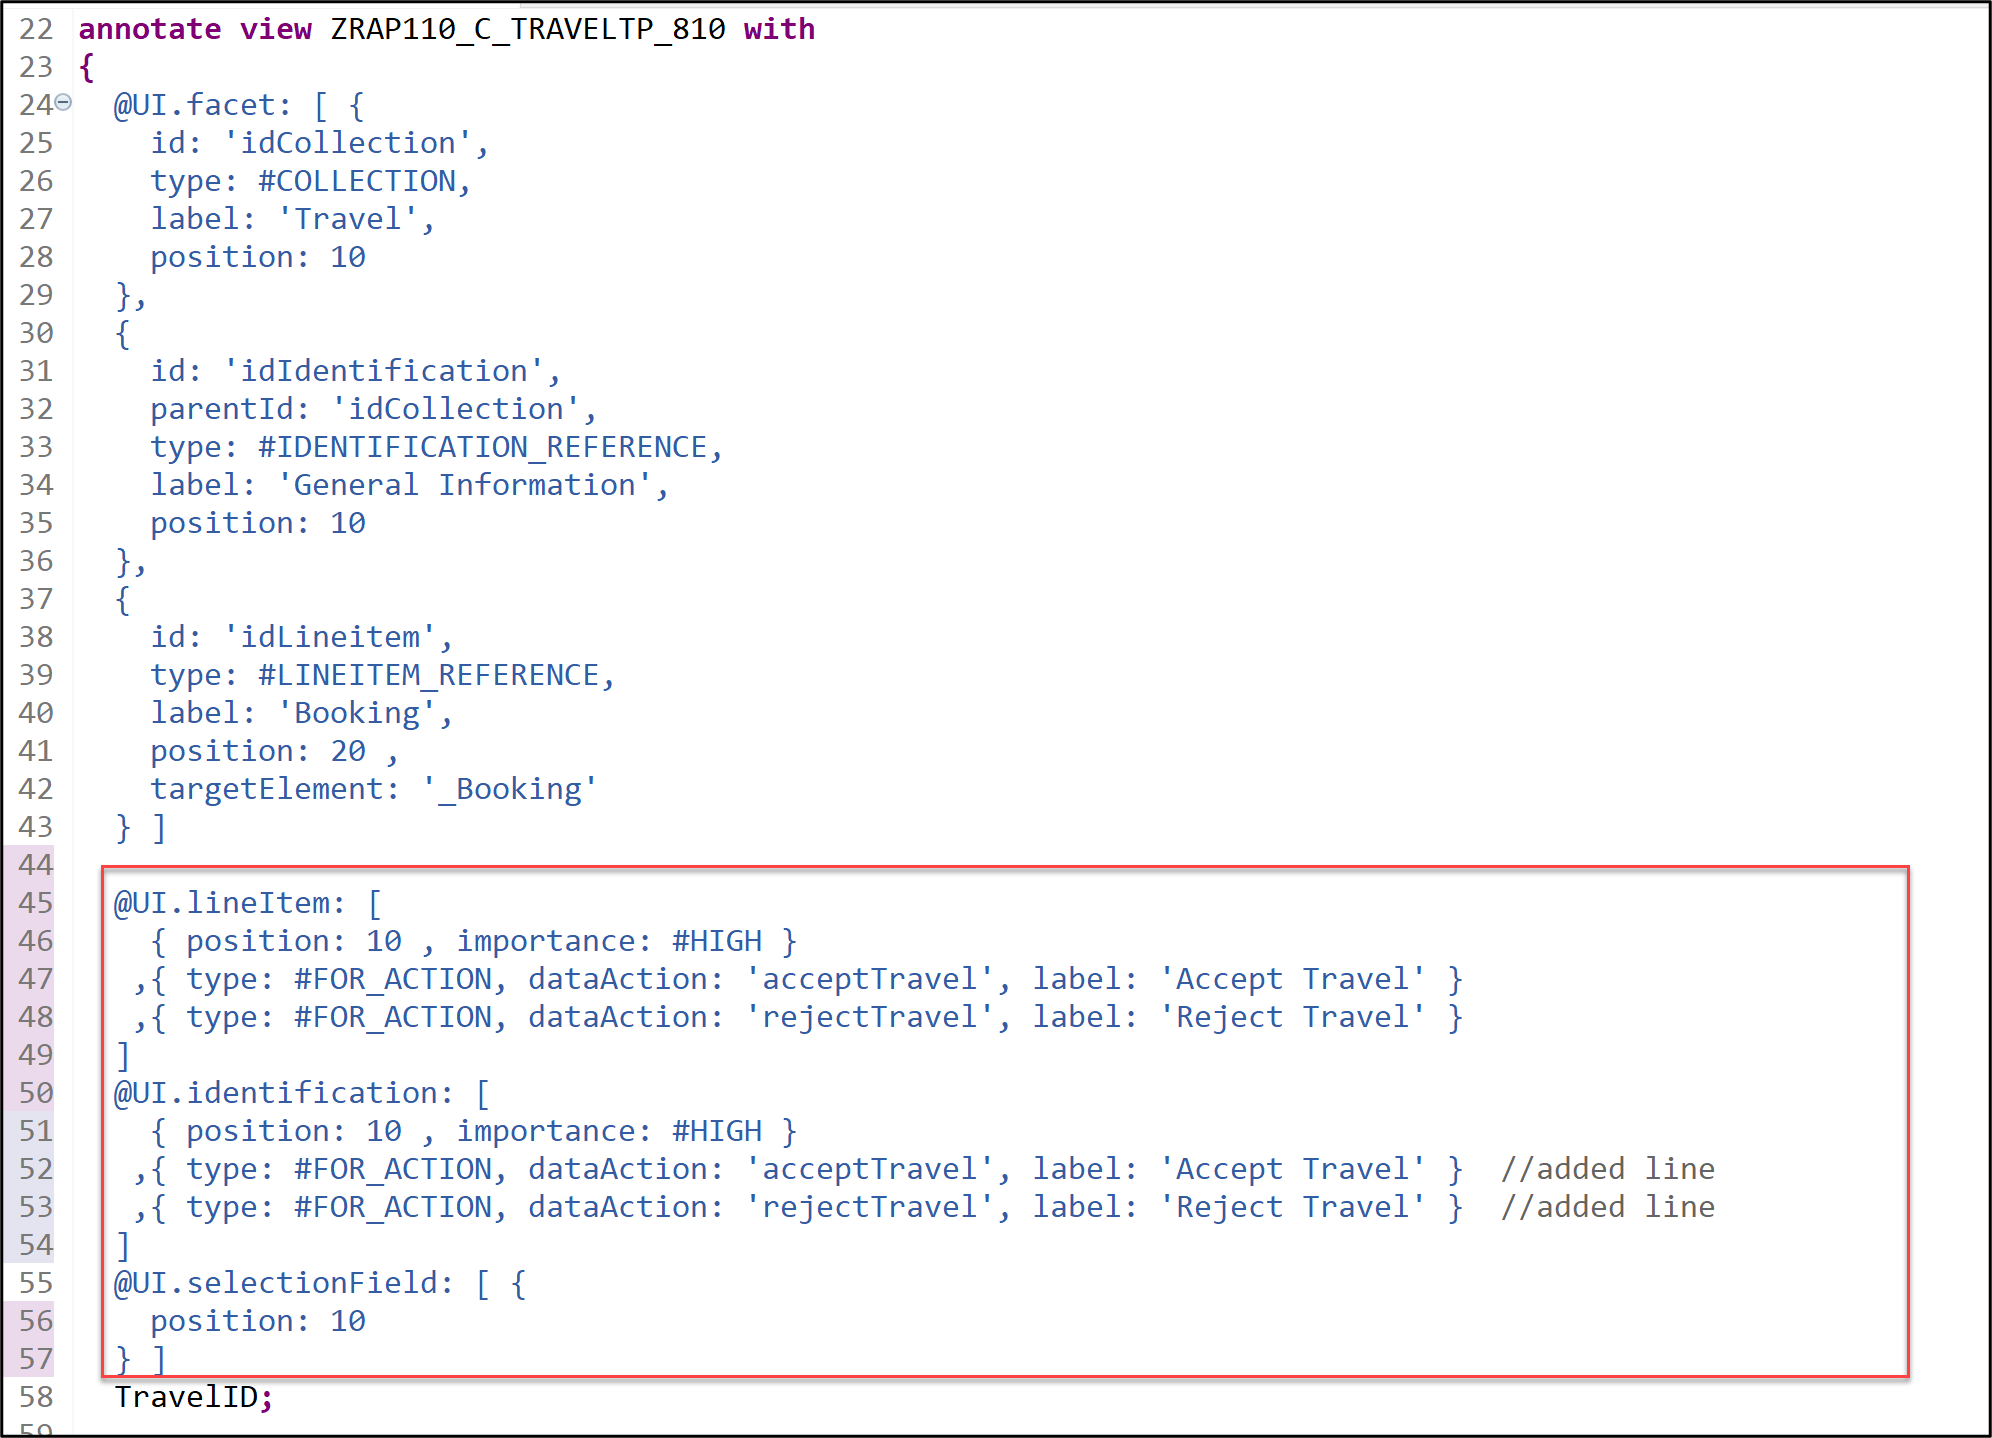 22 annotate view ZRAP110_C_TRAVELTP_810 with
23 {
24 @UI.facet: [ {
25 id: 'idCollection',
26 type: #COLLECTION,
27 label: 'Travel',
28 position: 10
29 },
30 {
31 id: 'idIdentification',
32 parentId: 'idCollection',
33 type: #IDENTIFICATION_REFERENCE,
34 label: 'General Information',
35 position: 10
36 },
37 {
38 id: 'idLineitem',
39 type: #LINEITEM_REFERENCE,
40 label: 'Booking',
41 position: 20 ,
42 targetElement: '_Booking'
43 } ]
44
45 @UI.lineItem: [
46 { position: 10 , importance: #HIGH }
47 ,{ type: #FOR_ACTION, dataAction: 'acceptTravel', label: 'Accept Travel' }
48 ,{ type: #FOR_ACTION, dataAction: 'rejectTravel', label: 'Reject Travel' }
49 ]
50 @UI.identification: [
51 { position: 10 , importance: #HIGH }
52 ,{ type: #FOR_ACTION, dataAction: 'acceptTravel', label: 'Accept Travel' } //added line
53 ,{ type: #FOR_ACTION, dataAction: 'rejectTravel', label: 'Reject Travel' } //added line
54 ]
55 @UI.selectionField: [ {
56 position: 10
57 } ]
58 TravelID;
59